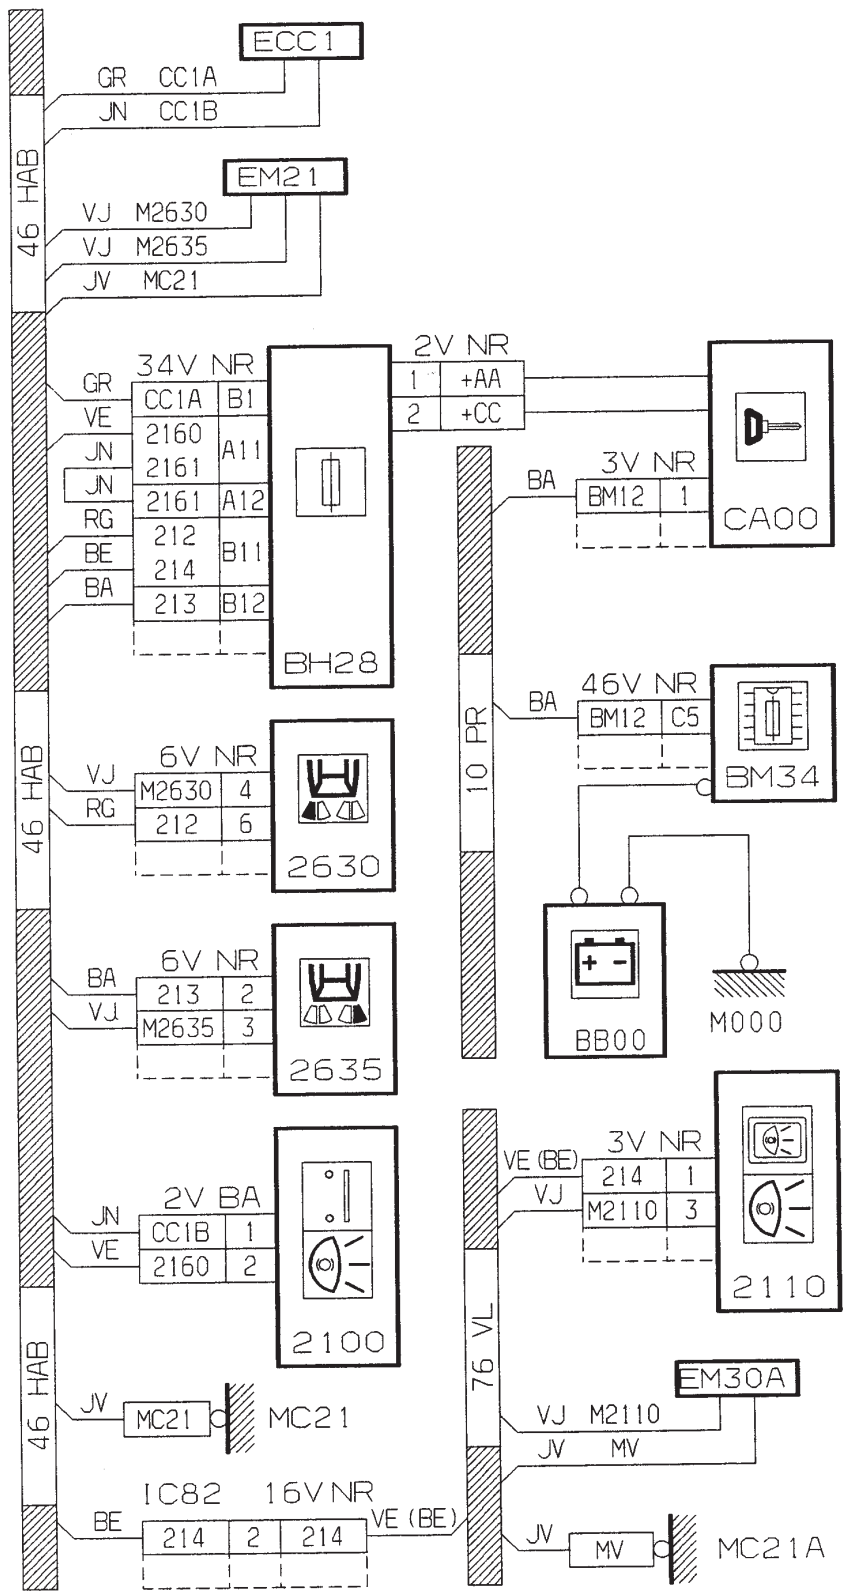 ECC1
GR CC1A
JN CC1B
46 HAB
EM21
VJ M2630
VJ M2635
JV MC21
34V NR
GR CC1A B1
VE 2160 A11
JN 2161
JN 2161 A12
RG 212 B11
BE 214
BA 213 B12
BH28
2V NR
1 +AA
2 +CC
3V NR
BA BM12 1
CA00
10 PR
46V NR
BA BM12 C5
BM34
46 HAB
6V NR
VJ M2630 4
RG 212 6
2630
+ -
BB00
M000
6V NR
BA 213 2
VJ M2635 3
2635
2V BA
JN CC1B 1
VE 2160 2
2100
3V NR
VE (BE) 214 1
VJ M2110 3
2110
76 VL
EM30A
VJ M2110
JV MV
46 HAB
JV MC21 MC21
IC82 16V NR
BE 214 2 214 VE (BE)
JV MV MC21A